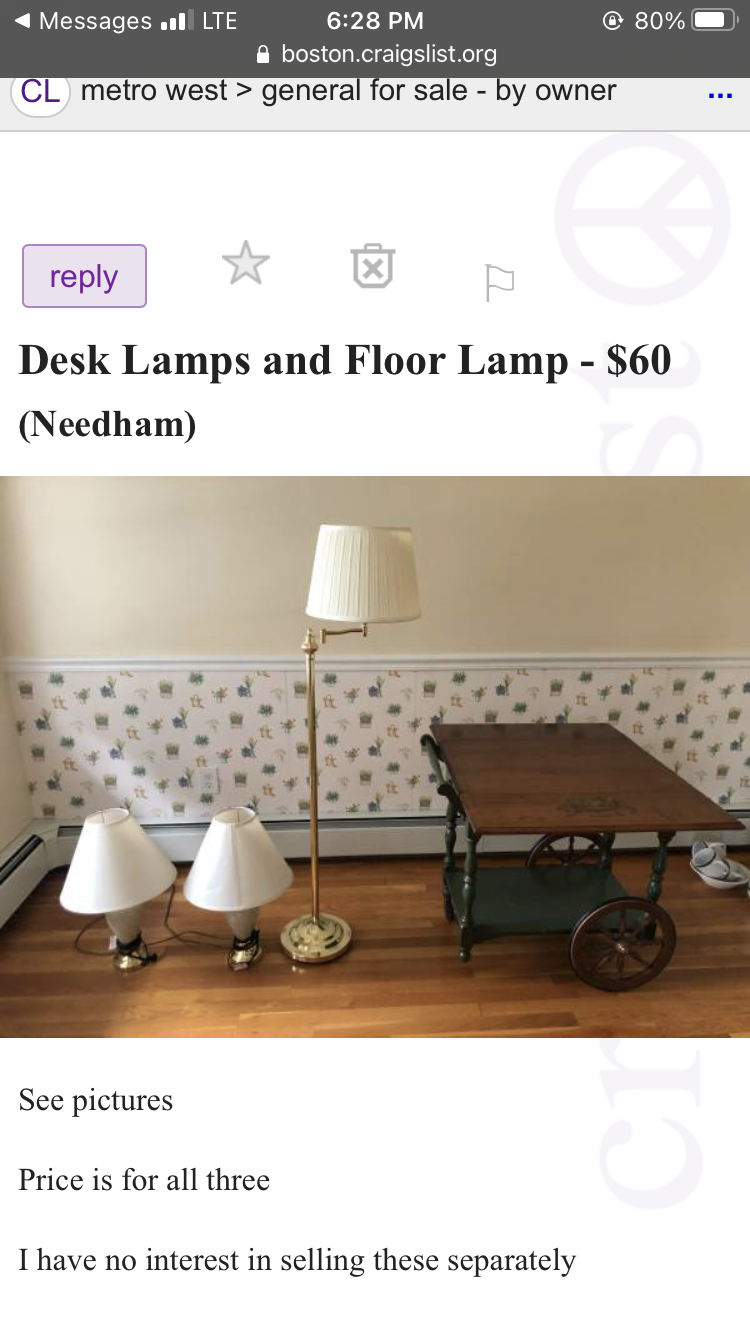 Messages LTE 6:28 PM 80%
boston.craigslist.org
CL metro west > general for sale - by owner ...
reply
Desk Lamps and Floor Lamp - $60
(Needham)
See pictures
Price is for all three
I have no interest in selling these separately